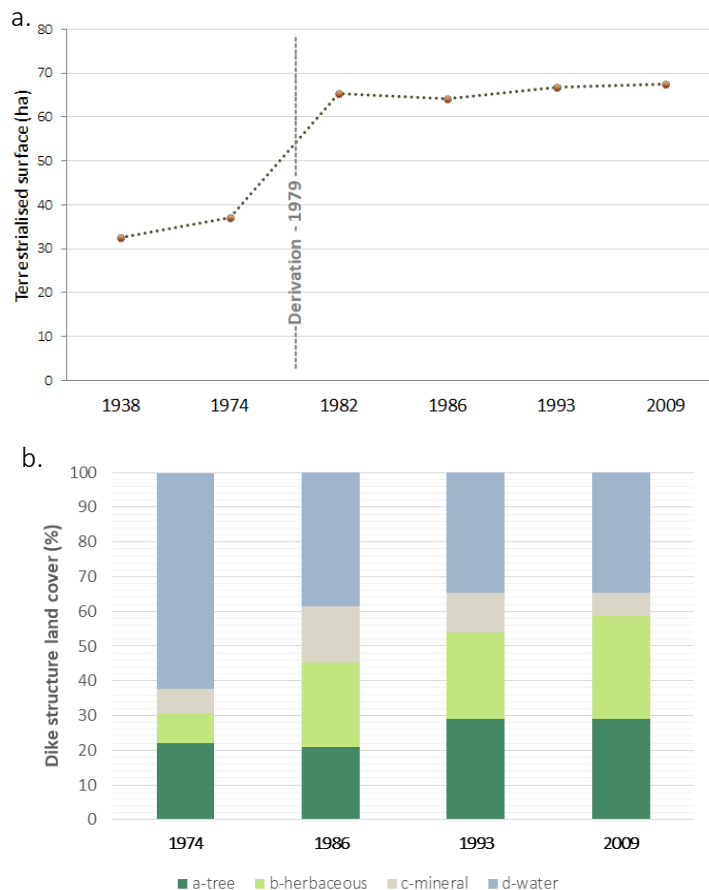 a.
Terrestrialised surface (ha)
80
70
60
50
40
30
20
10
0
Derivation - 1979
1938 1974 1982 1986 1993 2009
b.
Dike structure land cover (%)
100
90
80
70
60
50
40
30
20
10
0
1974 1986 1993 2009
a-tree b-herbaceous c-mineral d-water